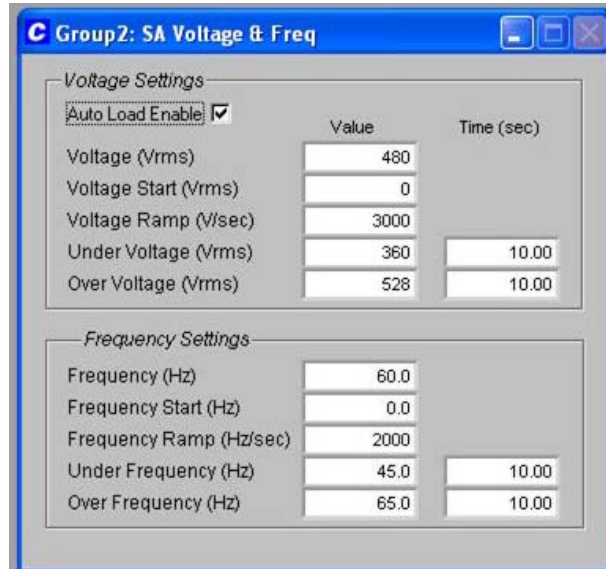 C Group2: SA Voltage & Freq
Voltage Settings
Auto Load Enable
Value Time (sec)
Voltage (Vrms) 480
Voltage Start (Vrms) 0
Voltage Ramp (V/sec) 3000
Under Voltage (Vrms) 360 10.00
Over Voltage (Vrms) 528 10.00
Frequency Settings
Frequency (Hz) 60.0
Frequency Start (Hz) 0.0
Frequency Ramp (Hz/sec) 2000
Under Frequency (Hz) 45.0 10.00
Over Frequency (Hz) 65.0 10.00